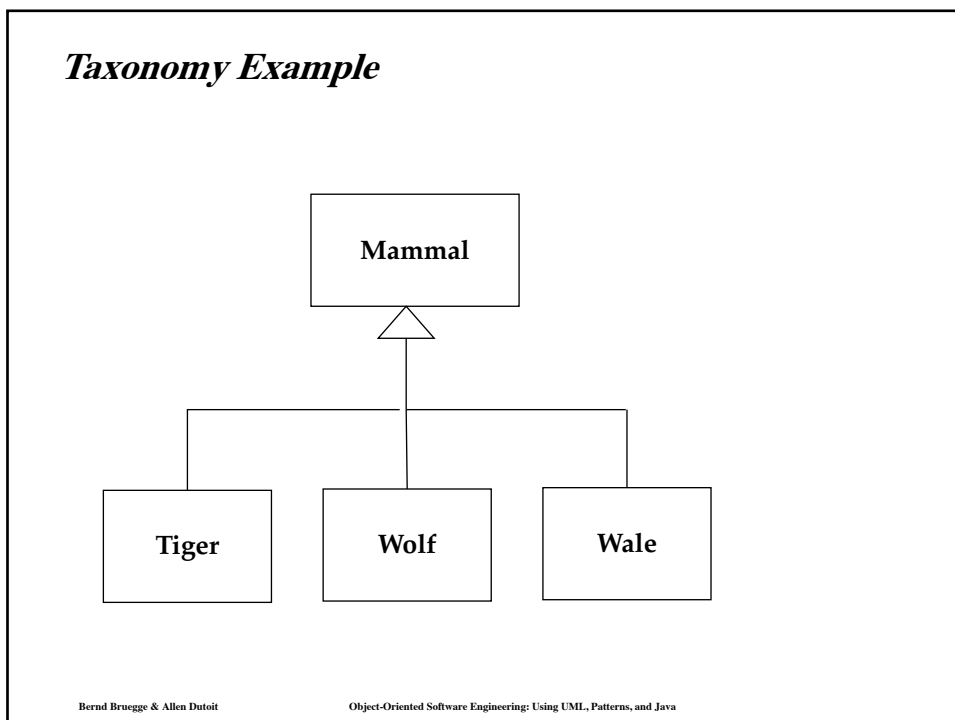 Taxonomy Example
Mammal
Tiger
Wolf
Wale
Bernd Bruegge & Allen Dutoit
Object-Oriented Software Engineering: Using UML, Patterns, and Java